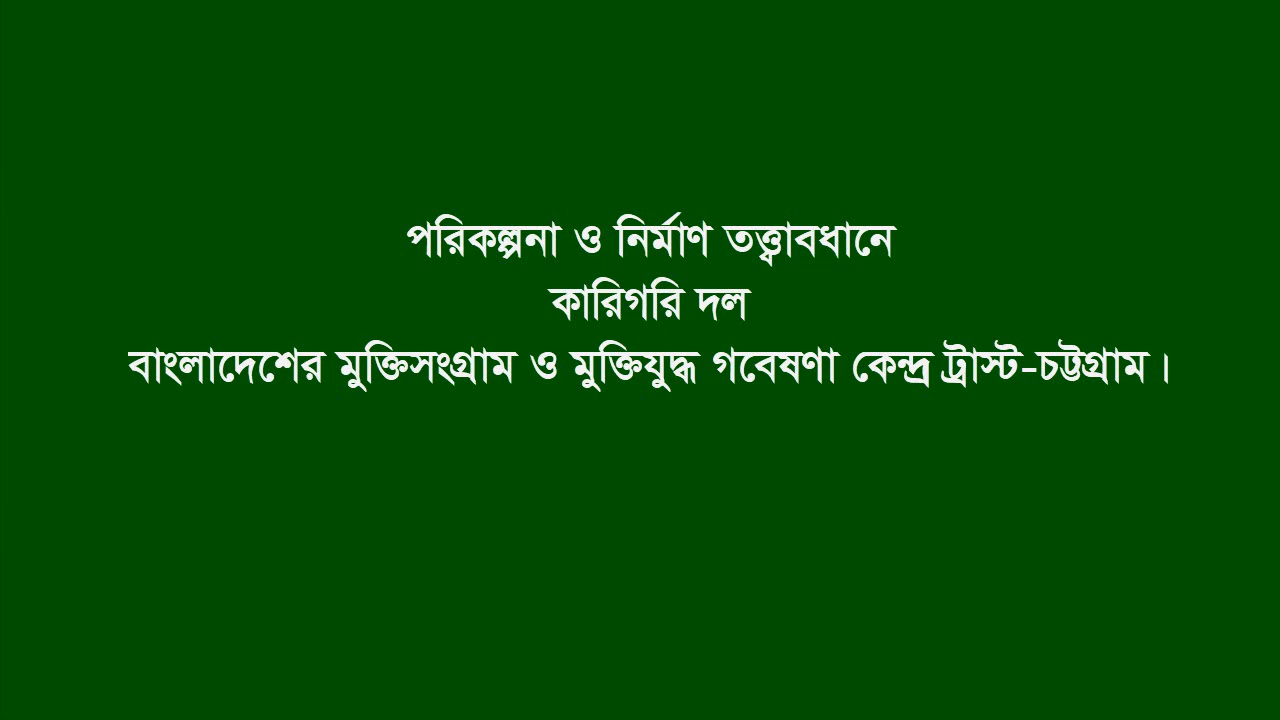 পরিকল্পনা ও নির্মাণ তত্ত্বাবধানে
কারিগরি দল
বাংলাদেশের মুক্তিসংগ্রাম ও মুক্তিযুদ্ধ গবেষণা কেন্দ্র ট্রাস্ট-চট্টগ্রাম।